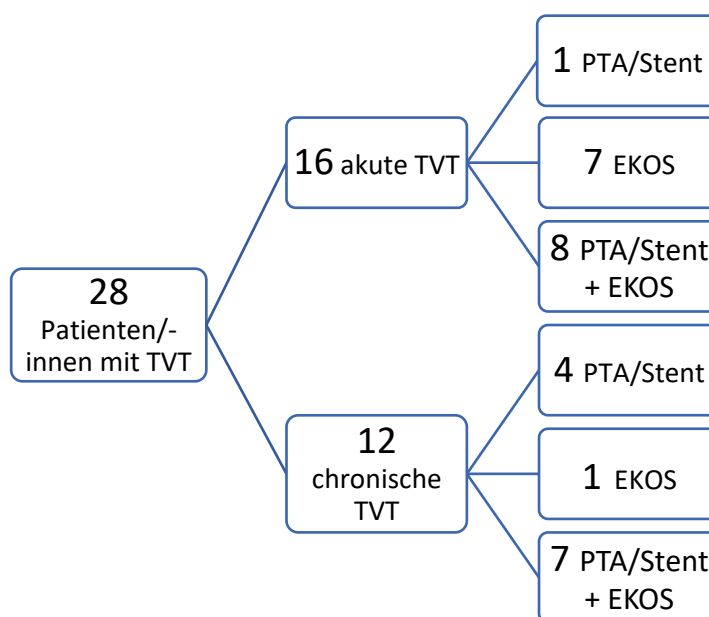 28
Patienten/-
innen mit TVT
16 akute TVT
1 PTA/Stent
7 EKOS
8 PTA/Stent
+ EKOS
12
chronische
TVT
4 PTA/Stent
1 EKOS
7 PTA/Stent
+ EKOS